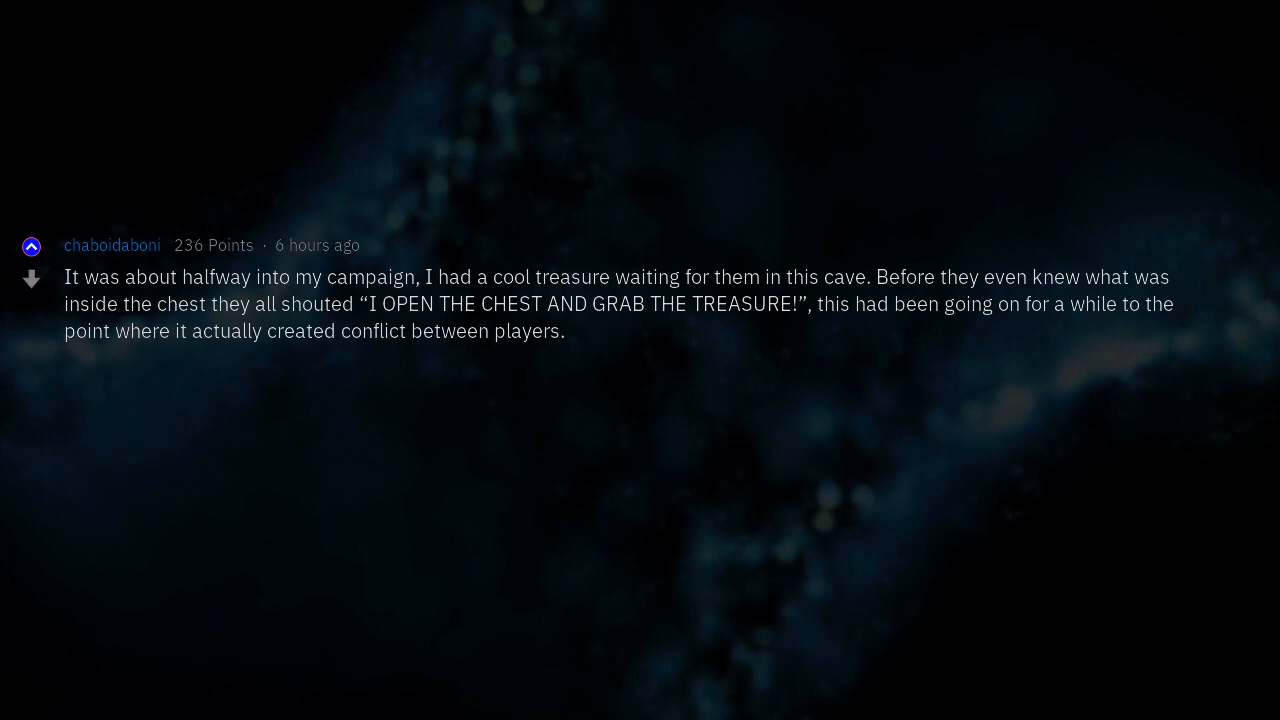 chaboidaboni 236 Points · 6 hours ago
It was about halfway into my campaign, I had a cool treasure waiting for them in this cave. Before they even knew what was
inside the chest they all shouted “I OPEN THE CHEST AND GRAB THE TREASURE!”, this had been going on for a while to the
point where it actually created conflict between players.